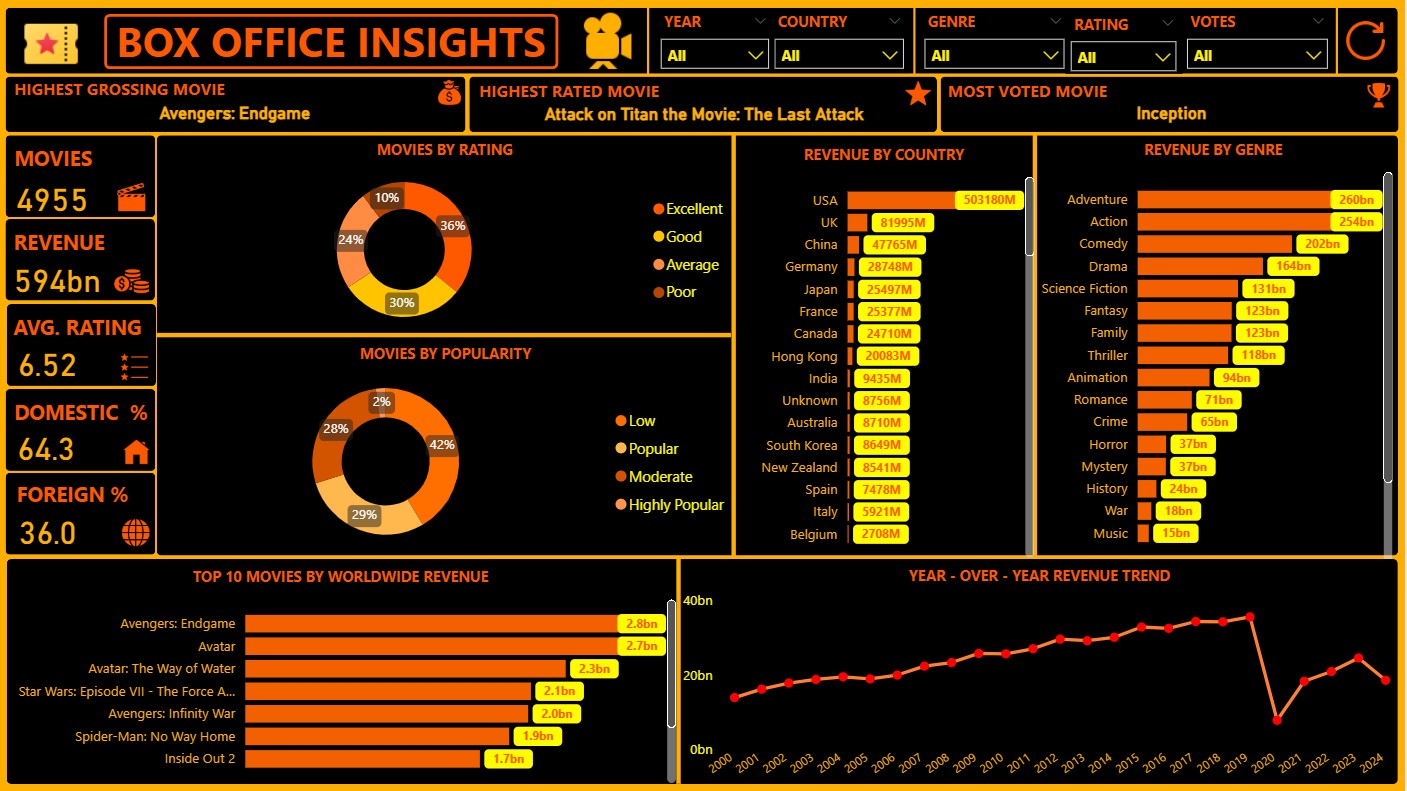 BOX OFFICE INSIGHTS
YEAR
All
COUNTRY
All
GENRE
All
RATING
All
VOTES
All
HIGHEST GROSSING MOVIE
Avengers: Endgame
HIGHEST RATED MOVIE
Attack on Titan the Movie: The Last Attack
MOST VOTED MOVIE
Inception
MOVIES
4955
REVENUE
594bn
AVG. RATING
6.52
DOMESTIC %
64.3
FOREIGN %
36.0
MOVIES BY RATING
10%
36%
24%
30%
Excellent
Good
Average
Poor
MOVIES BY POPULARITY
2%
28%
42%
29%
Low
Popular
Moderate
Highly Popular
REVENUE BY COUNTRY
USA 503180M
UK 81995M
China 47765M
Germany 28748M
Japan 25497M
France 25377M
Canada 24710M
Hong Kong 20083M
India 9435M
Unknown 8756M
Australia 8710M
South Korea 8649M
New Zealand 8541M
Spain 7478M
Italy 5921M
Belgium 2708M
REVENUE BY GENRE
Adventure 260bn
Action 254bn
Comedy 202bn
Drama 164bn
Science Fiction 131bn
Fantasy 123bn
Family 123bn
Thriller 118bn
Animation 94bn
Romance 71bn
Crime 65bn
Horror 37bn
Mystery 37bn
History 24bn
War 18bn
Music 15bn
TOP 10 MOVIES BY WORLDWIDE REVENUE
Avengers: Endgame 2.8bn
Avatar 2.7bn
Avatar: The Way of Water 2.3bn
Star Wars: Episode VII - The Force A... 2.1bn
Avengers: Infinity War 2.0bn
Spider-Man: No Way Home 1.9bn
Inside Out 2 1.7bn
YEAR - OVER - YEAR REVENUE TREND
40bn
20bn
0bn
2000 2001 2002 2003 2004 2005 2006 2007 2008 2009 2010 2011 2012 2013 2014 2015 2016 2017 2018 2019 2020 2021 2022 2023 2024